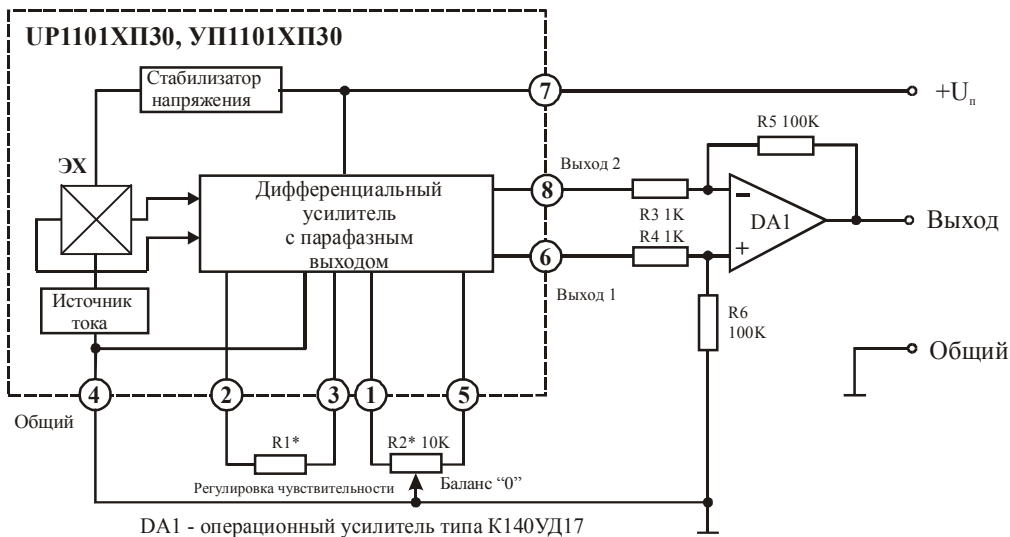 UP1101ХП30, УП1101ХП30
Стабилизатор
напряжения
7
+Uп
R5 100K
ЭХ
Выход 2
Дифференциальный
усилитель
с парафазным
выходом
8
R3 1K
R4 1K
−
DA1
+
Выход
6
Выход 1
Источник
тока
R6
100K
Общий
4
2
3
1
5
Общий
R1*
R2* 10K
Регулировка чувствительности
Баланс “0”
DA1 - операционный усилитель типа К140УД17